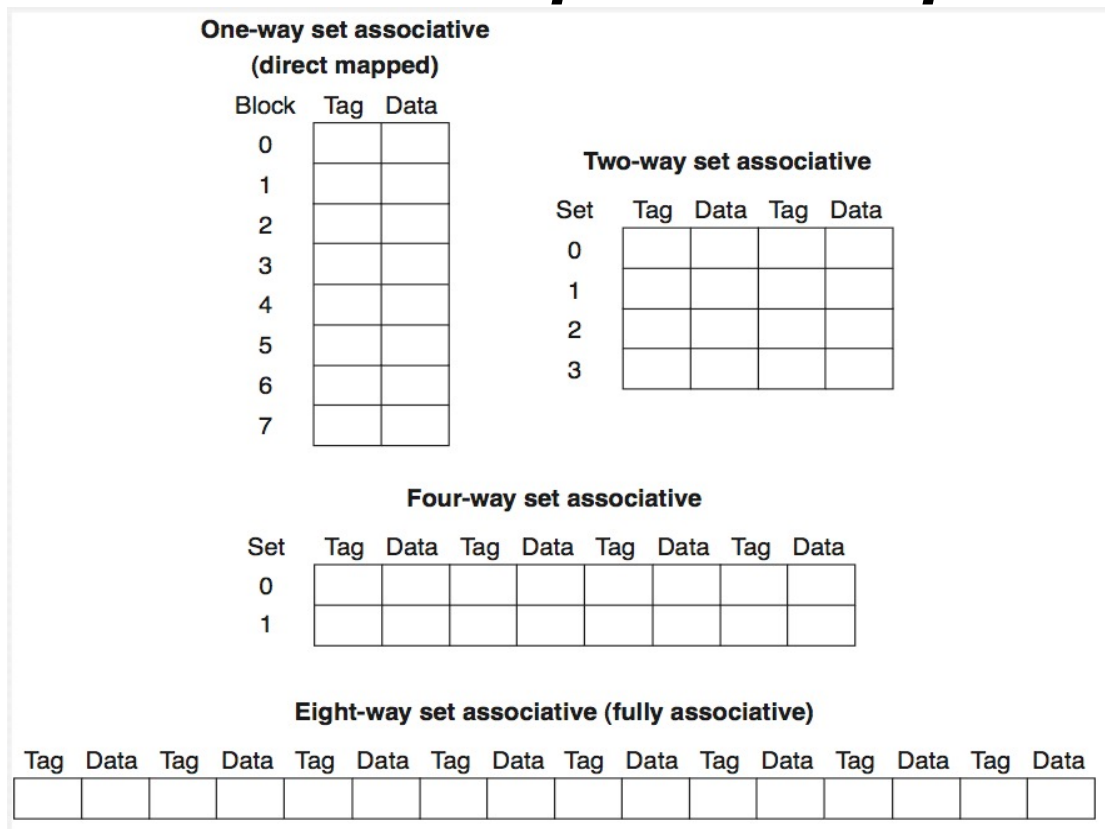 One-way set associative
(direct mapped)
Block Tag Data
0
1
2
3
4
5
6
7
Two-way set associative
Set Tag Data Tag Data
0
1
2
3
Four-way set associative
Set Tag Data Tag Data Tag Data Tag Data
0
1
Eight-way set associative (fully associative)
Tag Data Tag Data Tag Data Tag Data Tag Data Tag Data Tag Data Tag Data